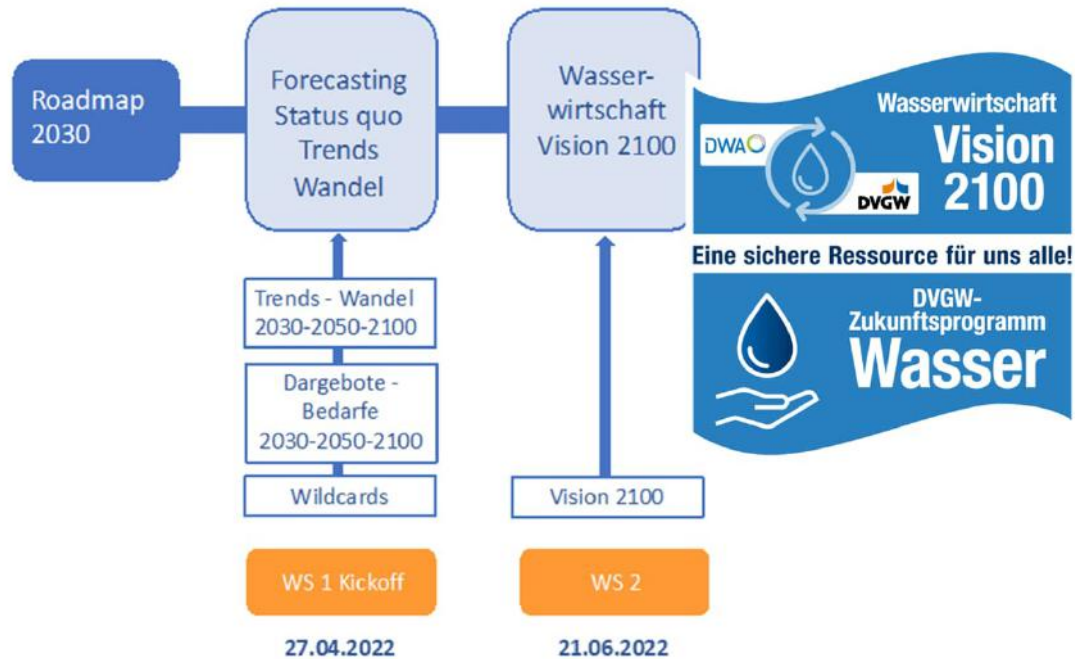 Roadmap
2030
Forecasting
Status quo
Trends
Wandel
Wasser-
wirtschaft
Vision 2100
Trends - Wandel
2030-2050-2100
Dargebote -
Bedarfe
2030-2050-2100
Wildcards
Vision 2100
WS 1 Kickoff
WS 2
27.04.2022
21.06.2022
Wasserwirtschaft
Vision
2100
DWA
DVGW
Eine sichere Ressource für uns alle!
DVGW-
Zukunftsprogramm
Wasser